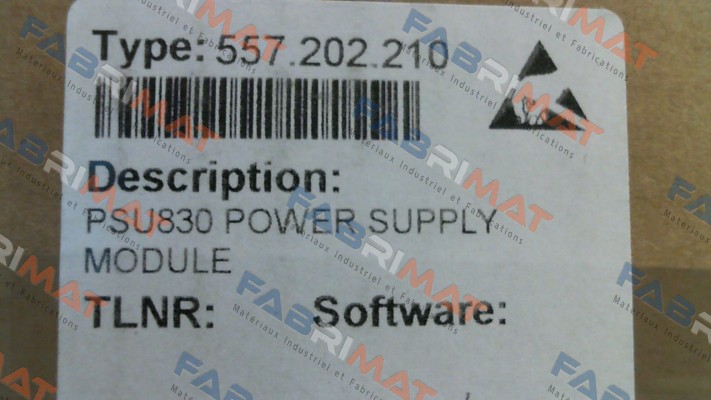 Type: 557.202.210
Description:
PSU830 POWER SUPPLY
MODULE
TLNR: Software:
FABRIMAT
Materiaux Industriel et Fabrications